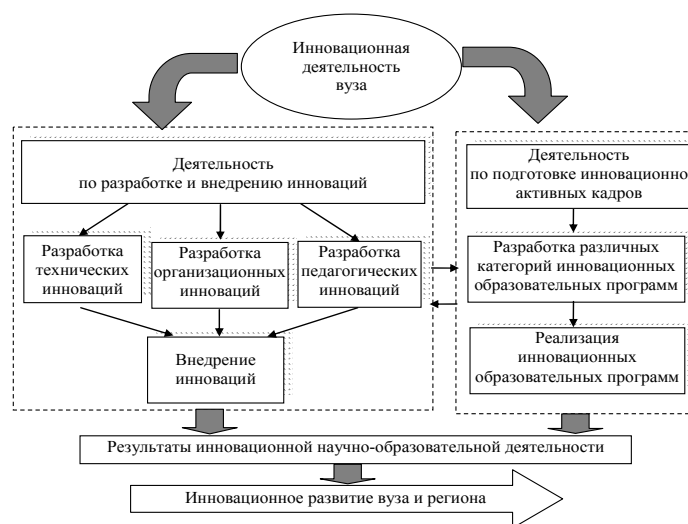 Инновационная
деятельность
вуза
Деятельность
по разработке и внедрению инноваций
Разработка
технических
инноваций
Разработка
организационных
инноваций
Разработка
педагогических
инноваций
Внедрение
инноваций
Деятельность
по подготовке инновационно
активных кадров
Разработка различных
категорий инновационных
образовательных программ
Реализация
инновационных
образовательных программ
Результаты инновационной научно-образовательной деятельности
Инновационное развитие вуза и региона